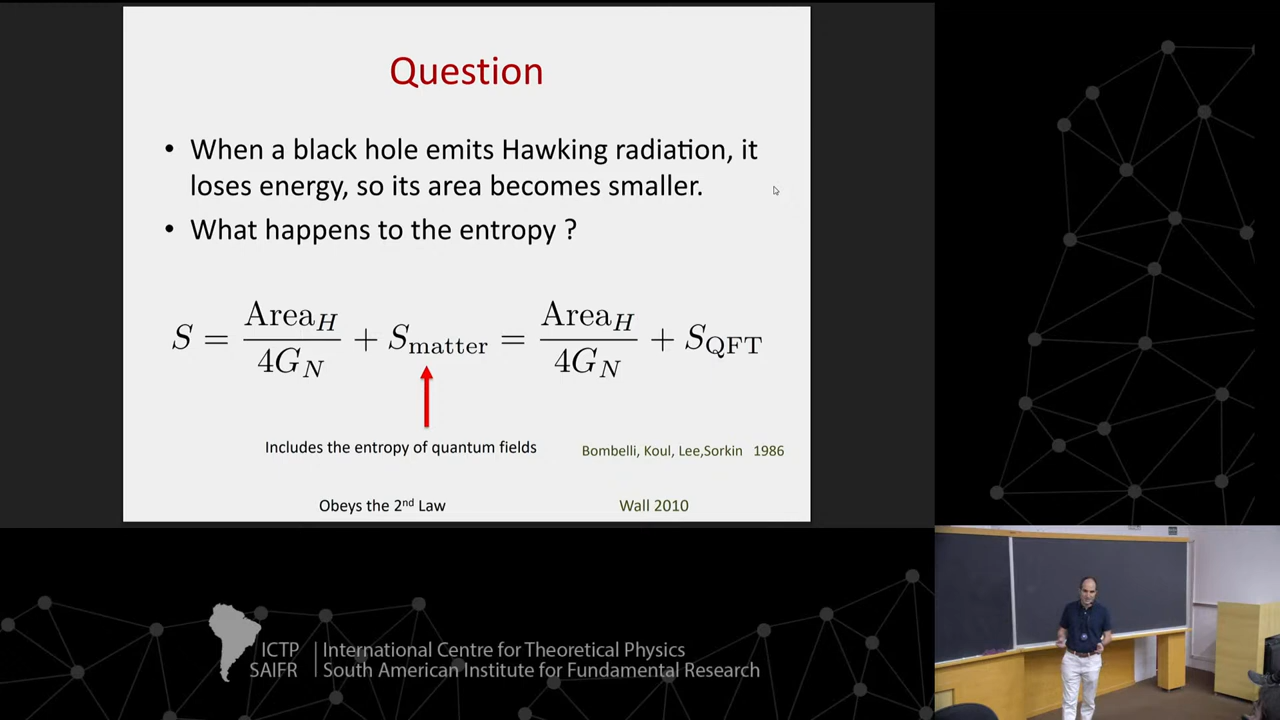 Question
• When a black hole emits Hawking radiation, it
loses energy, so its area becomes smaller.
• What happens to the entropy ?
S = Area_H / 4G_N + S_matter = Area_H / 4G_N + S_QFT
Includes the entropy of quantum fields
Bombelli, Koul, Lee,Sorkin 1986
Obeys the 2nd Law
Wall 2010
ICTP
SAIFR
International Centre for Theoretical Physics
South American Institute for Fundamental Research